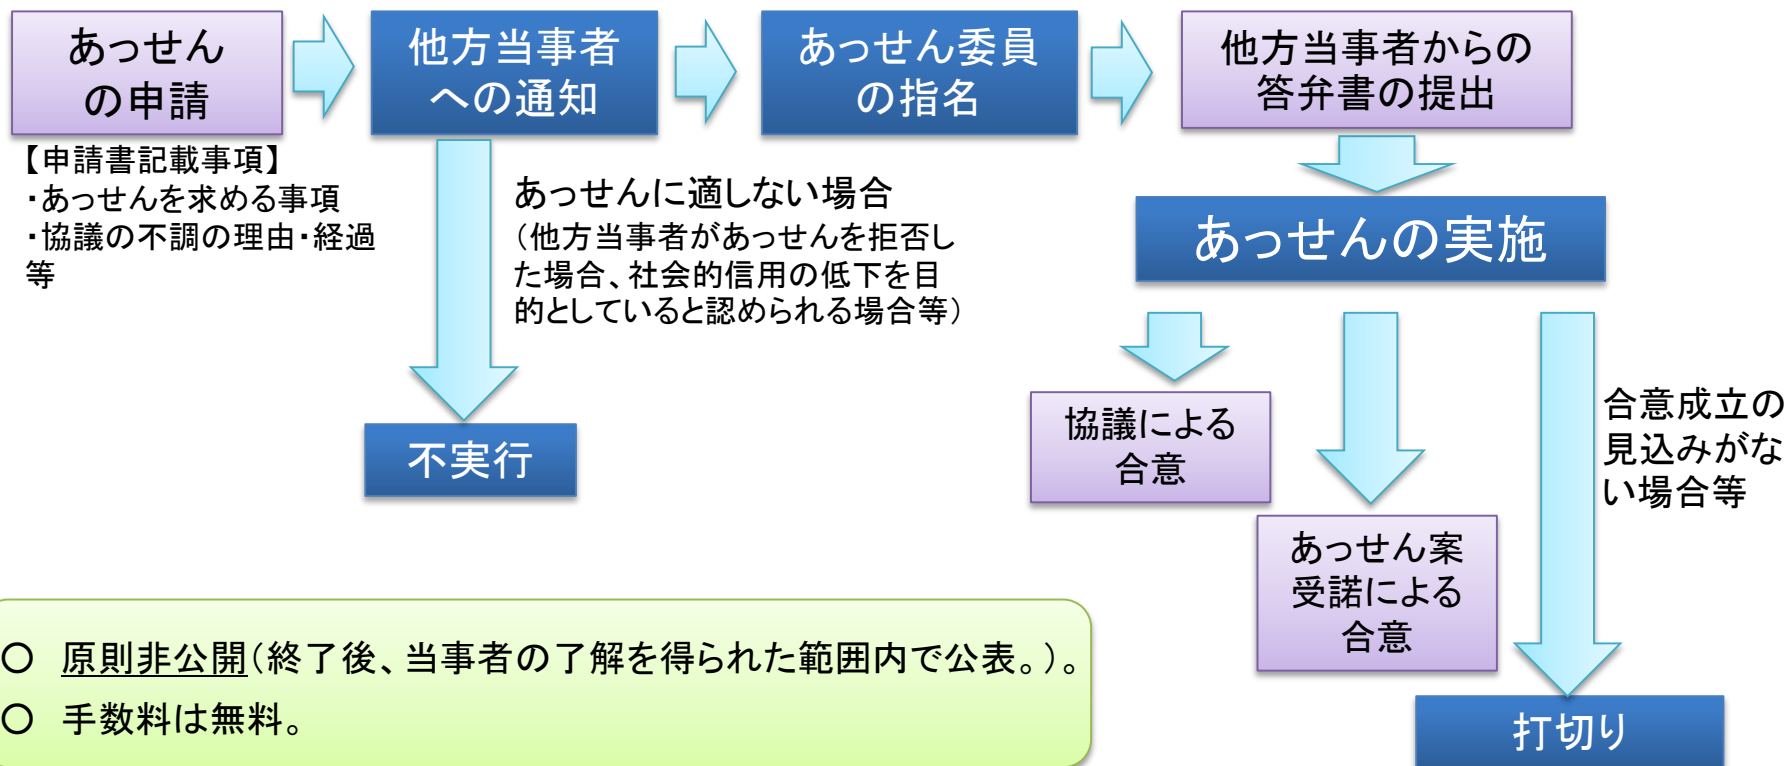 あっせん
の申請
他方当事者
への通知
あっせん委員
の指名
他方当事者からの
答弁書の提出
【申請書記載事項】
・あっせんを求める事項
・協議の不調の理由・経過
等
あっせんに適しない場合
（他方当事者があっせんを拒否し
た場合、社会的信用の低下を目
的としていると認められる場合等）
不実行
あっせんの実施
協議による
合意
あっせん案
受諾による
合意
合意成立の
見込みがな
い場合等
打切り
○ 原則非公開(終了後、当事者の了解を得られた範囲内で公表。)。
○ 手数料は無料。